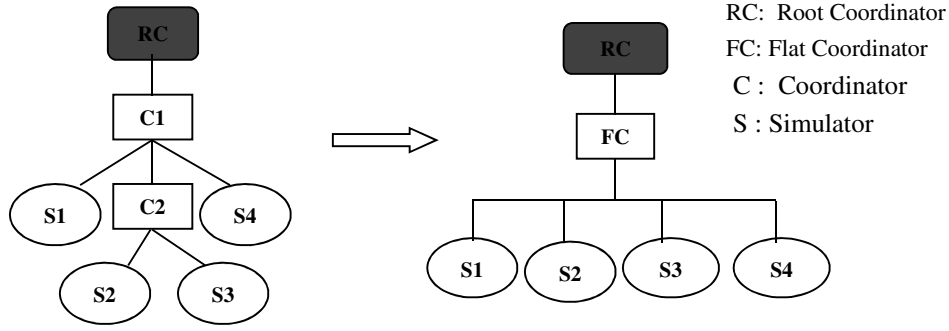 RC
C1
S1
C2
S4
S2
S3
RC
FC
S1
S2
S3
S4
RC: Root Coordinator
FC: Flat Coordinator
C : Coordinator
S : Simulator